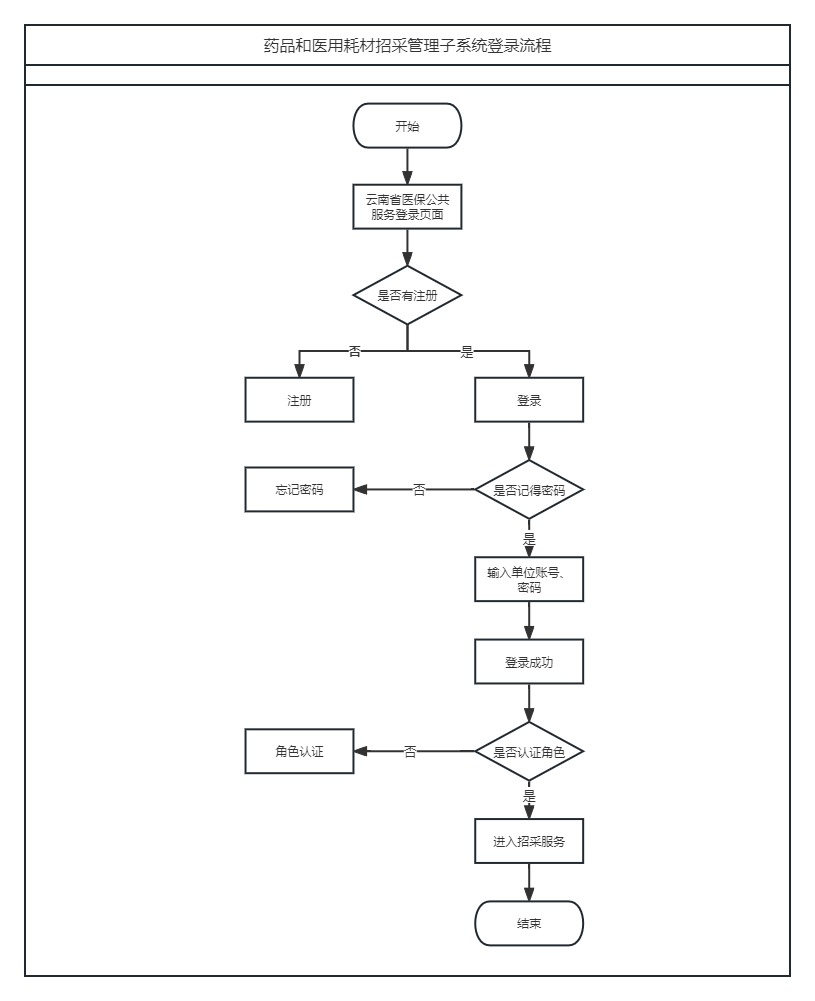 药品和医用耗材招采管理子系统登录流程
开始
云南省医保公共
服务登录页面
是否有注册
否
是
注册
登录
忘记密码
否
是否记得密码
是
输入单位账号、
密码
登录成功
角色认证
否
是否认证角色
是
进入招采服务
结束